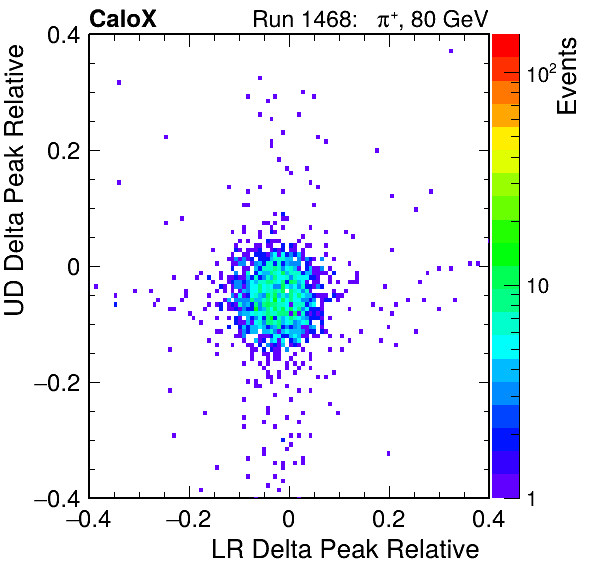 CaloX Run 1468: π⁺, 80 GeV
UD Delta Peak Relative
0.4
0.2
0
−0.2
−0.4
−0.4 −0.2 0 0.2 0.4
LR Delta Peak Relative
Events
10²
10
1